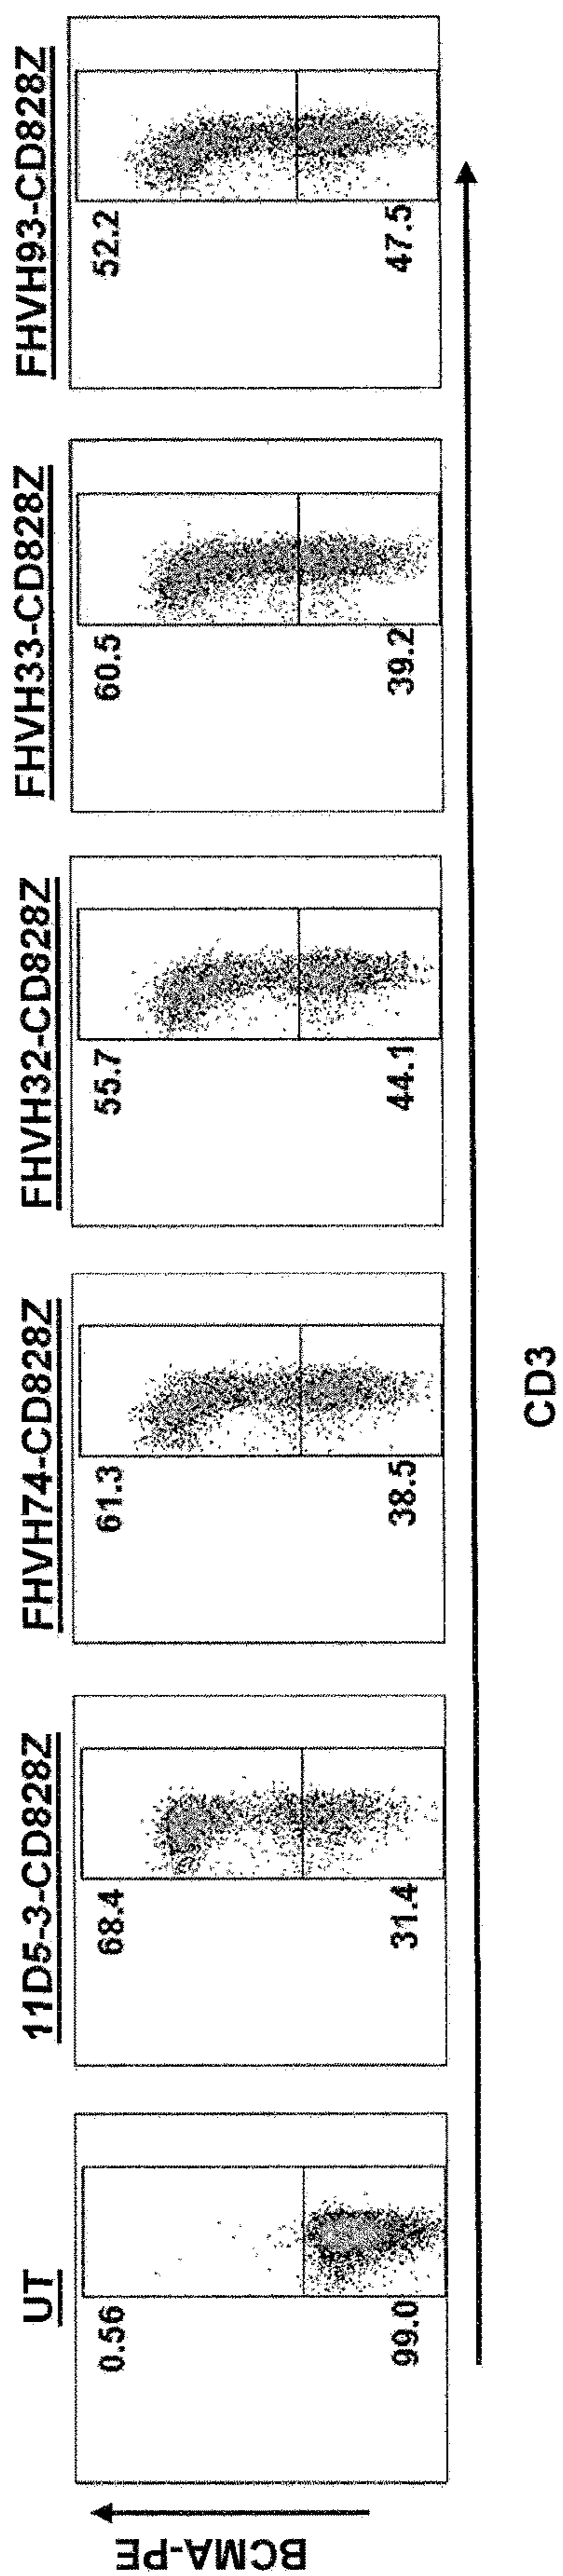 UT
11D5-3-CD828Z
FHVH74-CD828Z
FHVH32-CD828Z
FHVH33-CD828Z
FHVH93-CD828Z
0.56
68.4
61.3
55.7
60.5
52.2
99.0
31.4
38.5
44.1
39.2
47.5
BCMA-PE
CD3